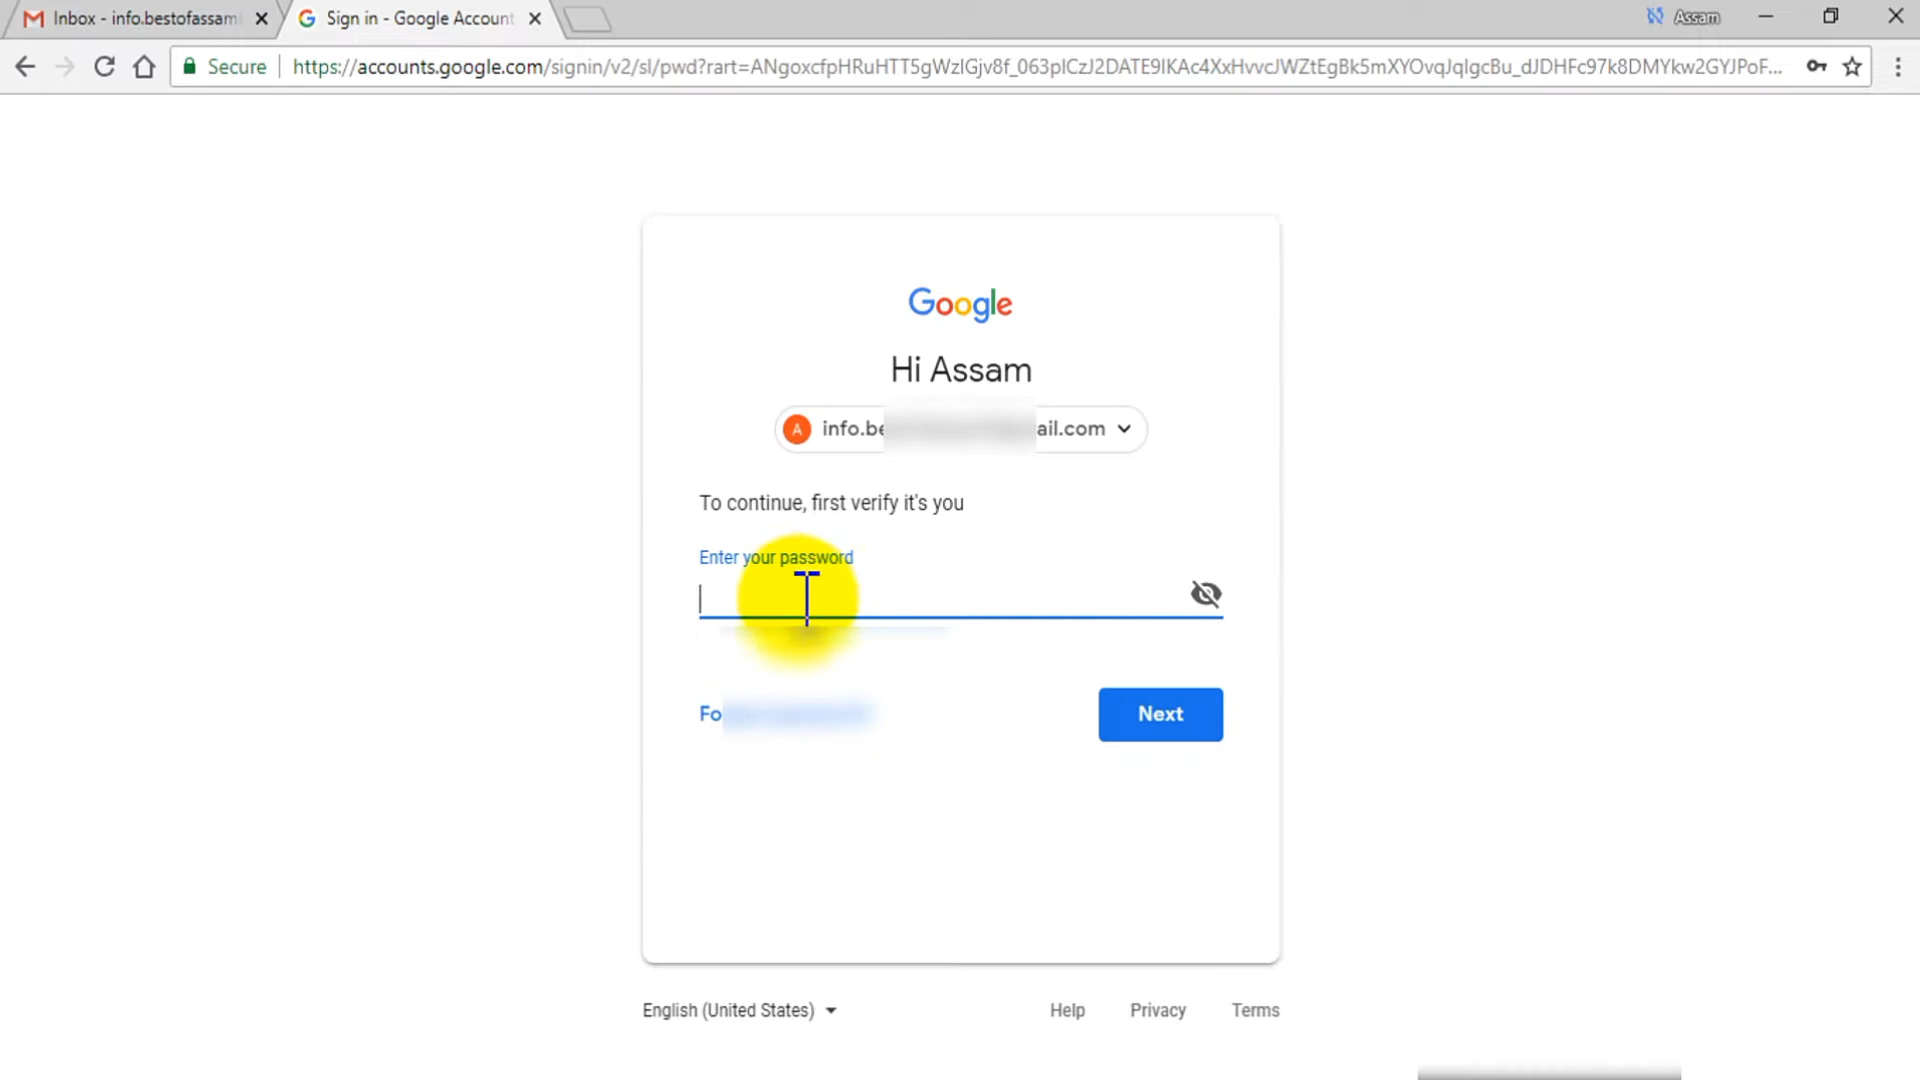 Inbox - info.bestofassam
Sign in - Google Account
Assam
Secure
https://accounts.google.com/signin/v2/sl/pwd?rart=ANgoxcfpHRuHTT5gWzlGjv8f_063plCzJ2DATE9IKAc4XxHvvcJWZtEgBk5mXYOvqJqlgcBu_dJDHFc97k8DMYkw2GYJPoF...
Google
Hi Assam
A info.be ail.com
To continue, first verify it's you
Enter your password
Fo
Next
English (United States)
Help Privacy Terms